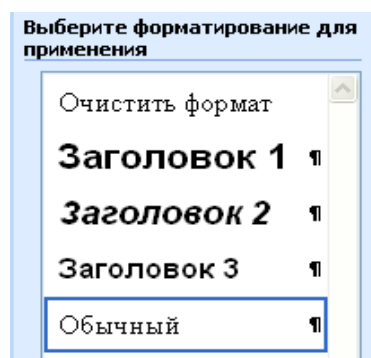 Выберите форматирование для
применения
Очистить формат
Заголовок 1 ¶
Заголовок 2 ¶
Заголовок 3 ¶
Обычный ¶